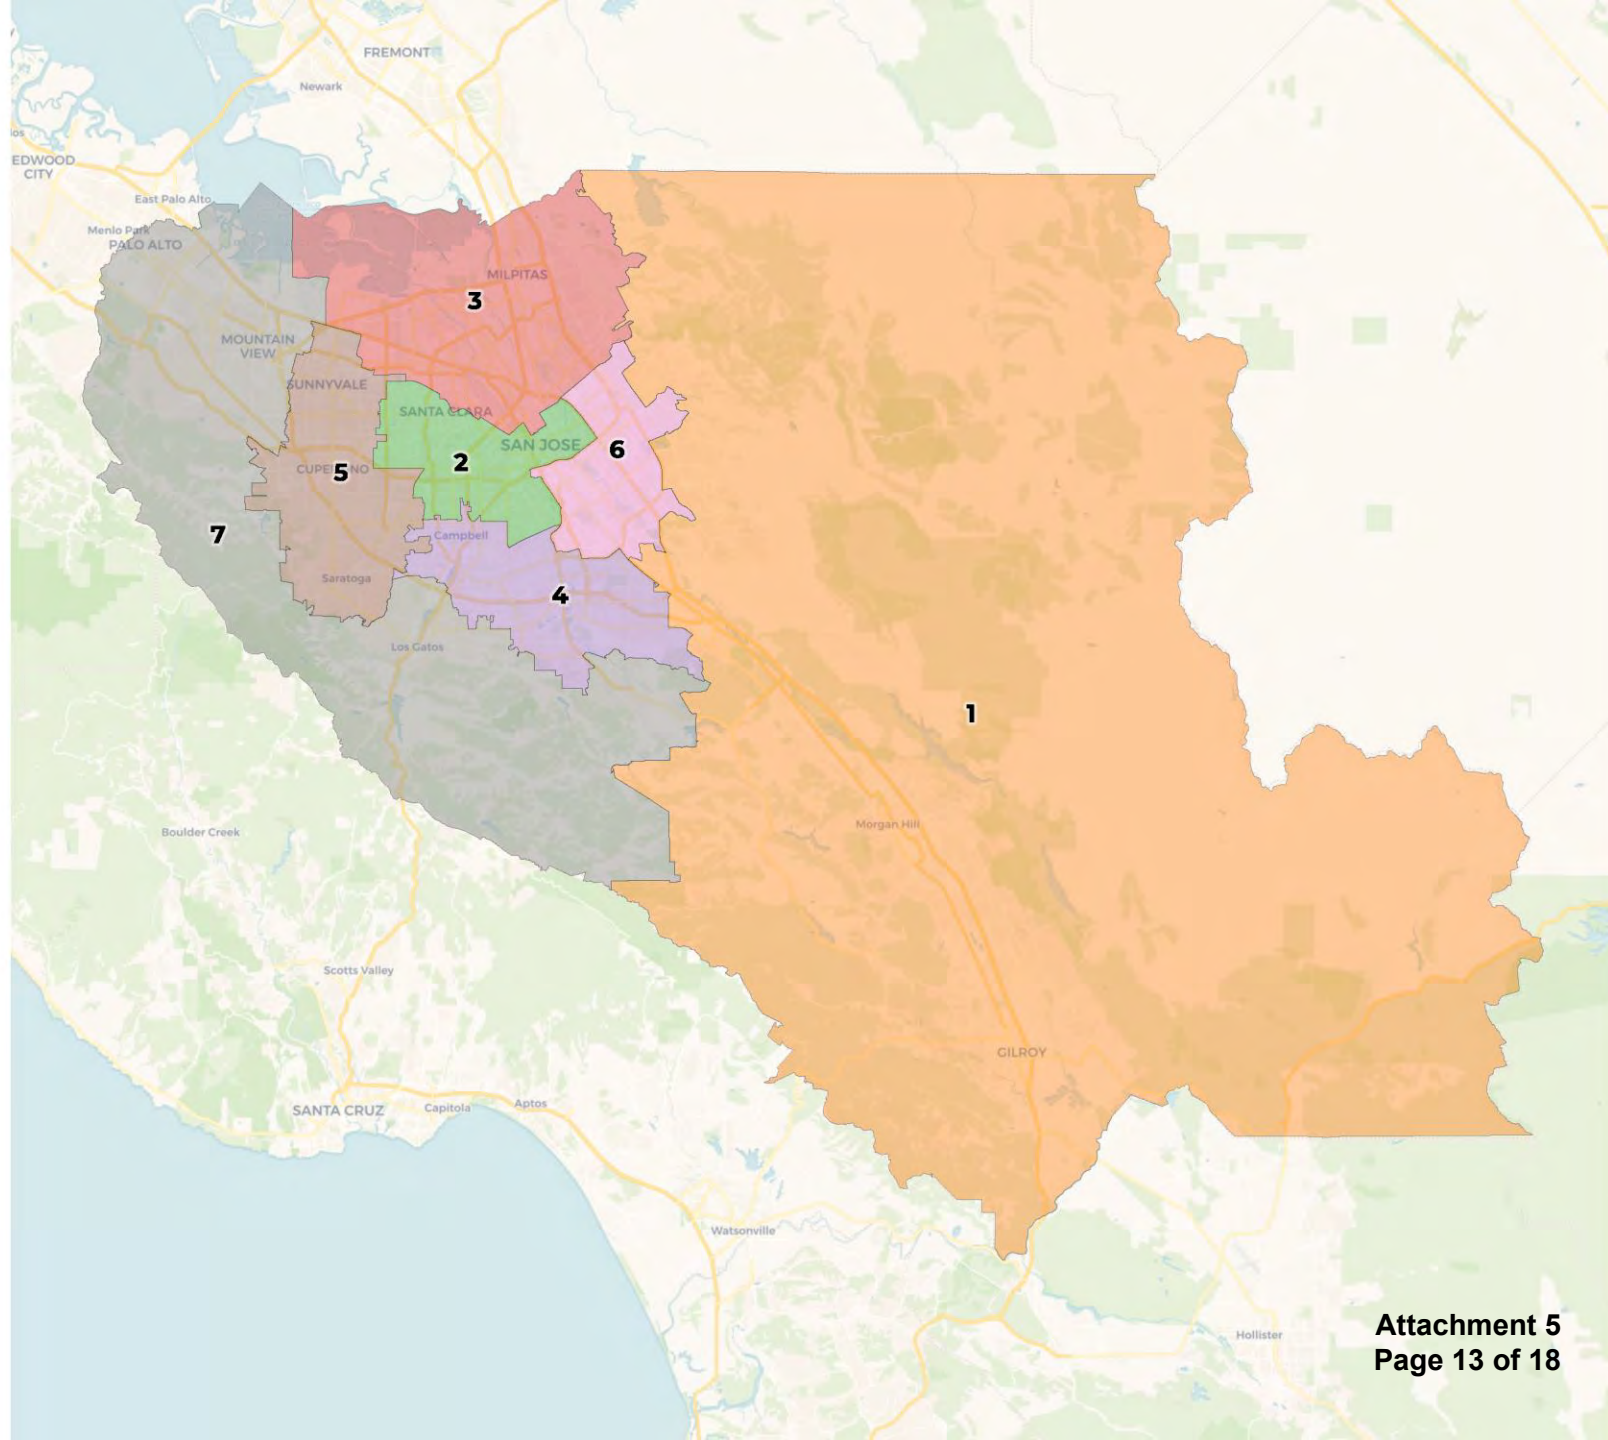 FREMONT
Newark
EDWOOD
CITY
East Palo Alto
Menlo Park
PALO ALTO
MILPITAS
3
MOUNTAIN
VIEW
SUNNYVALE
SANTA CLARA
SAN JOSE
6
2
CUPERTINO
5
7
Campbell
Saratoga
4
Los Gatos
1
Morgan Hill
Boulder Creek
Scotts Valley
GILROY
SANTA CRUZ
Capitola
Aptos
Watsonville
Hollister
Attachment 5
Page 13 of 18